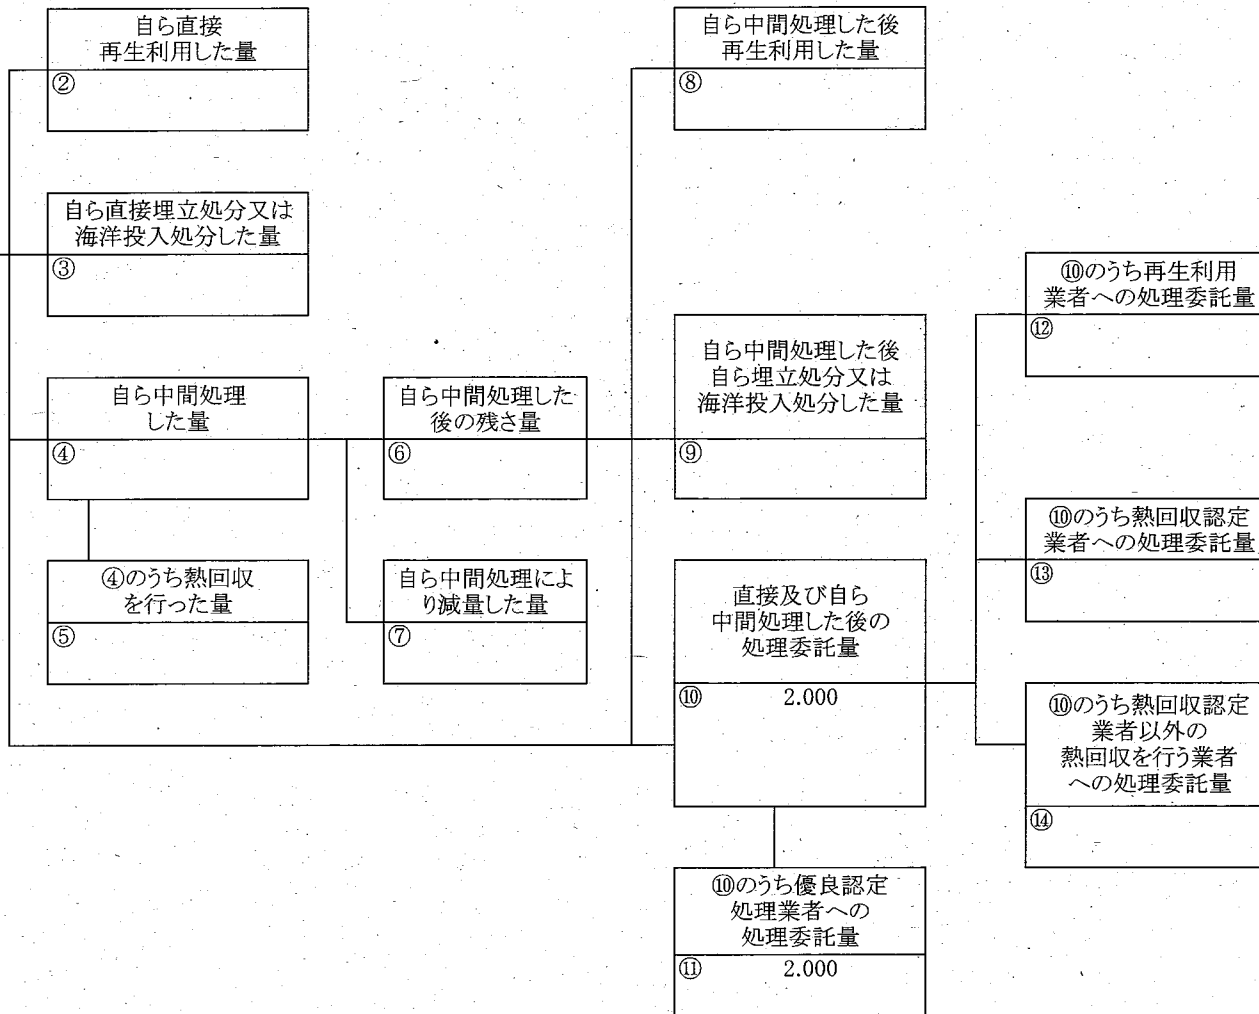 自ら直接
再生利用した量
②
自ら中間処理した後
再生利用した量
⑧
自ら直接埋立処分又は
海洋投入処分した量
③
⑩のうち再生利用
業者への処理委託量
⑫
自ら中間処理した後
自ら埋立処分又は
海洋投入処分した量
⑨
自ら中間処理
した量
④
自ら中間処理した
後の残さ量
⑥
⑩のうち熱回収認定
業者への処理委託量
⑬
④のうち熱回収
を行った量
⑤
自ら中間処理によ
り減量した量
⑦
直接及び自ら
中間処理した後の
処理委託量
⑩ 2.000
⑩のうち熱回収認定
業者以外の
熱回収を行う業者
への処理委託量
⑭
⑩のうち優良認定
処理業者への
処理委託量
⑪ 2.000